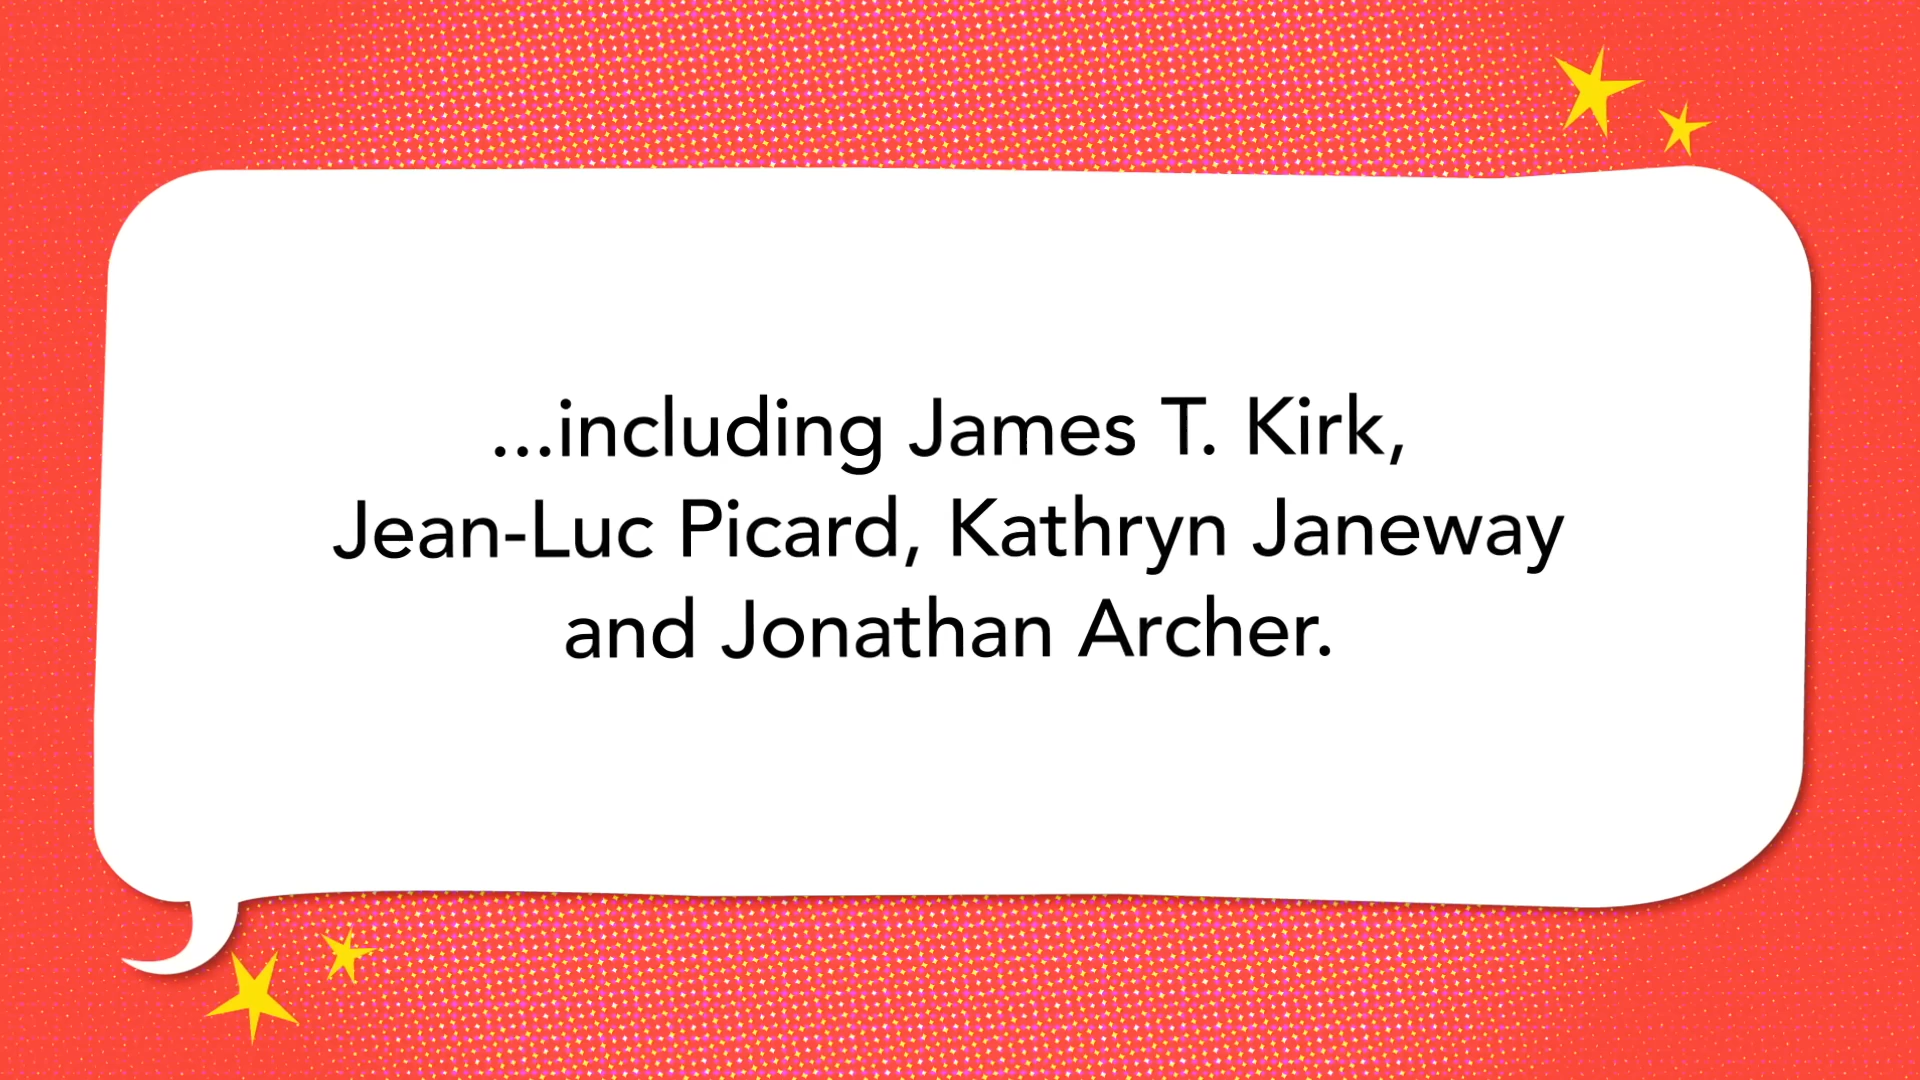 ...including James T. Kirk,
Jean-Luc Picard, Kathryn Janeway
and Jonathan Archer.